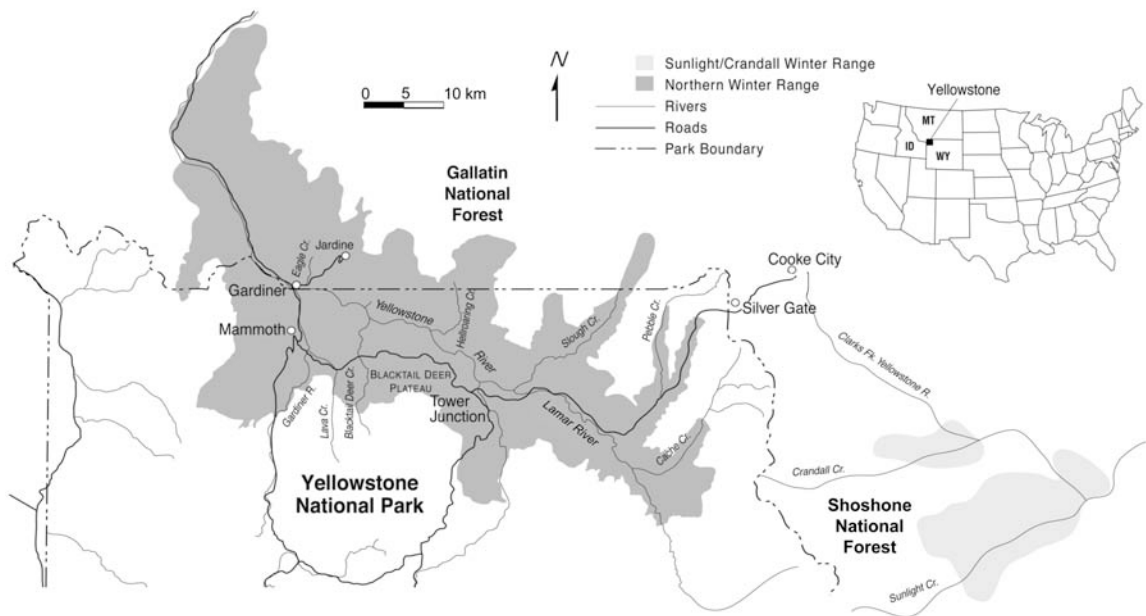 N
0 5 10 km
Sunlight/Crandall Winter Range
Northern Winter Range
Rivers
Roads
Park Boundary
Yellowstone
MT
ID
WY
Gallatin
National
Forest
Eagle Cr.
Jardine
Gardiner
Mammoth
Yellowstone
River
Hellroaring Cr.
Slough Cr.
Pebble Cr.
Cooke City
Silver Gate
Clarks Fk. Yellowstone R.
BLACKTAIL DEER
PLATEAU
Gardiner R.
Lava Cr.
Blacktail Deer Cr.
Tower
Junction
Lamar River
Cache Cr.
Crandall Cr.
Yellowstone
National Park
Shoshone
National
Forest
Sunlight Cr.